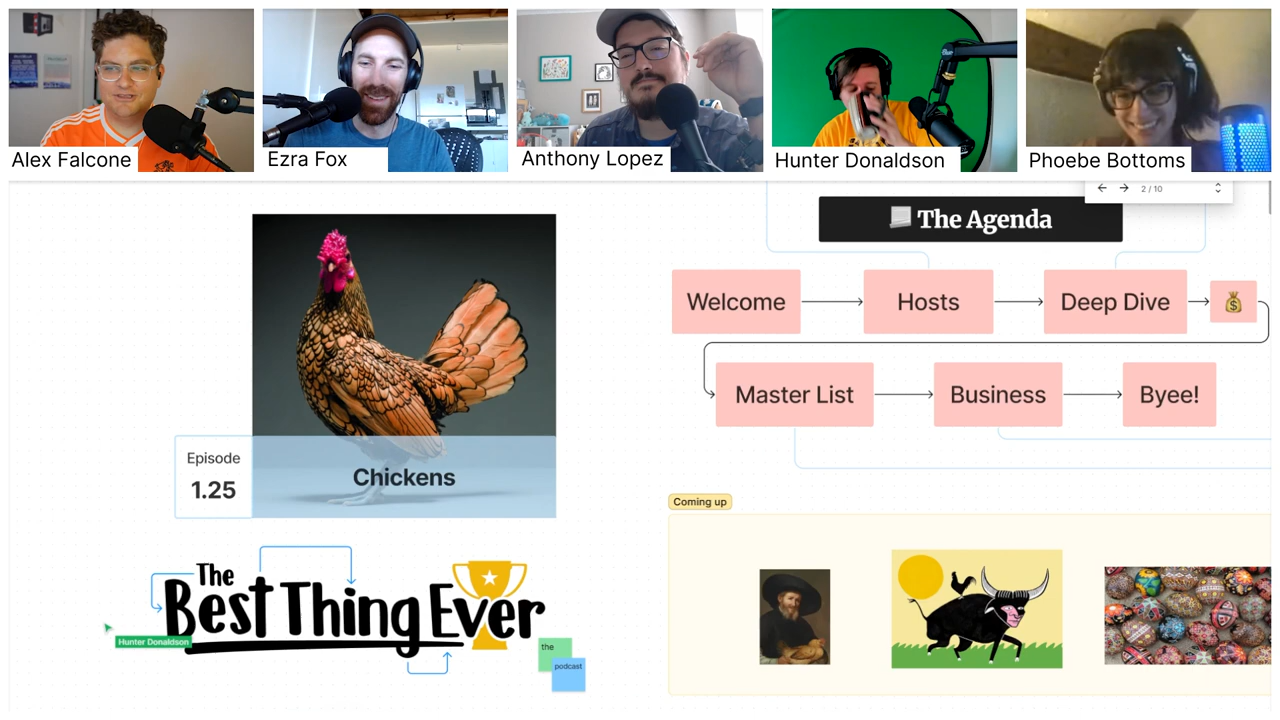 Alex Falcone
Ezra Fox
Anthony Lopez
Hunter Donaldson
Phoebe Bottoms
2 / 10
The Agenda
Welcome
Hosts
Deep Dive
$
Master List
Business
Byee!
Episode
1.25
Chickens
Coming up
The
Best Thing Ever
Hunter Donaldson
the
podcast